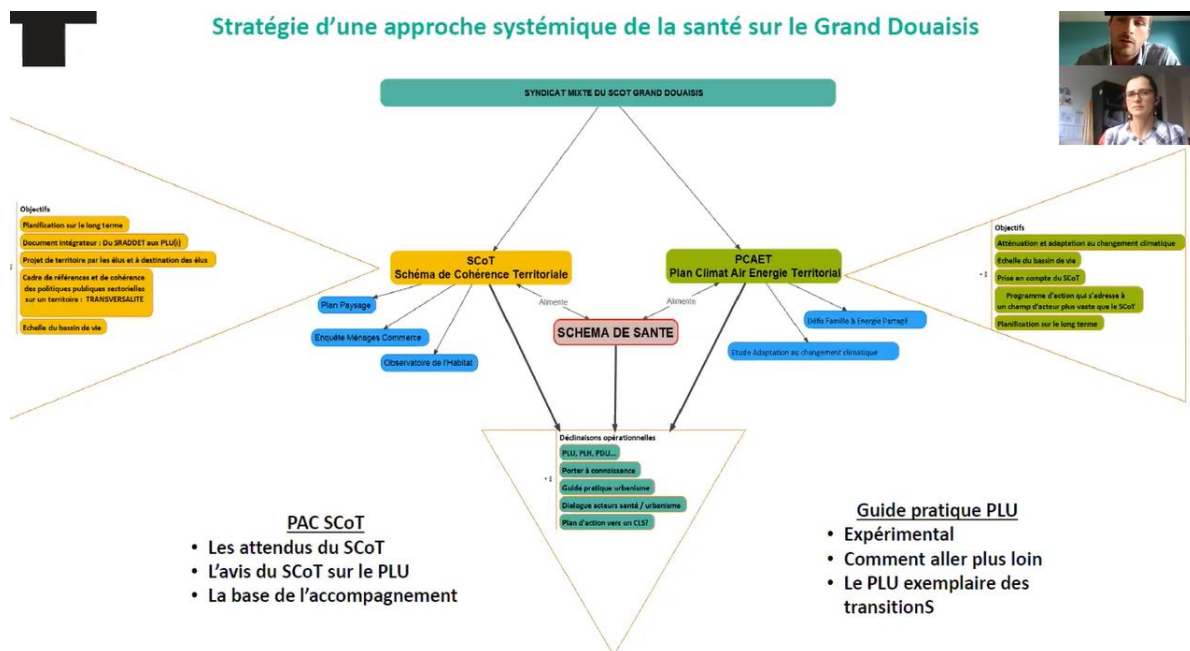 Stratégie d'une approche systémique de la santé sur le Grand Douaisis
SYNDICAT MIXTE DU SCOT GRAND DOUAISIS
Objectifs
Planification sur le long terme
Document intégrateur : Du SRADDET aux PLU(i)
Projet de territoire par les élus et à destination des élus
Cadre de références et de cohérence
des politiques publiques sectorielles
sur un territoire : TRANSVERSALITE
Echelle du bassin de vie
SCoT
Schéma de Cohérence Territoriale
Plan Paysage
Enquête Ménages Commerce
Observatoire de l'Habitat
Alimente
Alimente
SCHEMA DE SANTE
PCAET
Plan Climat Air Energie Territorial
Défis Famille à Energie Partagé
Etude Adaptation au changement climatique
Objectifs
Atténuation et adaptation au changement climatique
Echelle du bassin de vie
Prise en compte du SCoT
Programme d'action qui s'adresse à
un champ d'acteur plus vaste que le SCoT
Planification sur le long terme
Déclinaisons opérationnelles
PLU, PLH, PDU...
Porter à connaissance
Guide pratique urbanisme
Dialogue acteurs santé / urbanisme
Plan d'action vers un CLS?
PAC SCoT
• Les attendus du SCoT
• L'avis du SCoT sur le PLU
• La base de l'accompagnement
Guide pratique PLU
• Expérimental
• Comment aller plus loin
• Le PLU exemplaire des
transitionS